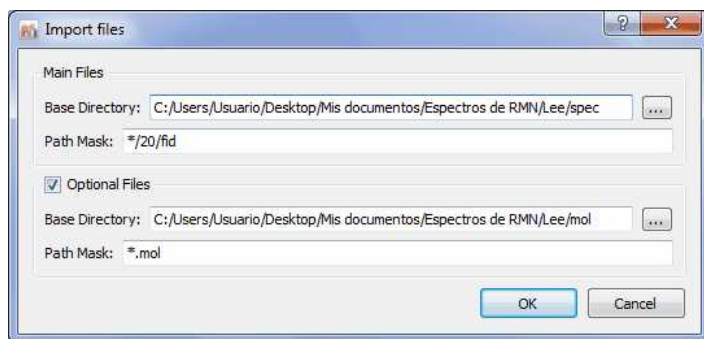 Import files
Main Files
Base Directory: C:/Users/Usuario/Desktop/Mis documentos/Espectros de RMN/Lee/spec ...
Path Mask: */20/fid
Optional Files
Base Directory: C:/Users/Usuario/Desktop/Mis documentos/Espectros de RMN/Lee/mol ...
Path Mask: *.mol
OK Cancel